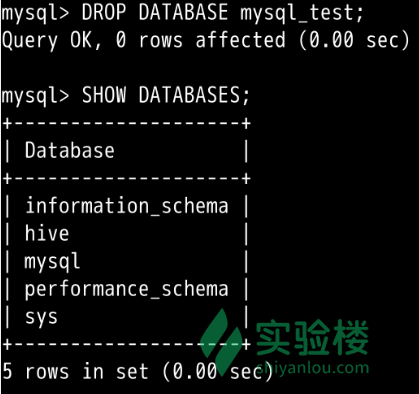 mysql> DROP DATABASE mysql_test;
Query OK, 0 rows affected (0.00 sec)
mysql> SHOW DATABASES;
+--------------------+
| Database           |
+--------------------+
| information_schema |
| hive               |
| mysql              |
| performance_schema |
| sys                |
+--------------------+
5 rows in set (0.00 sec)
实验楼
shiyanlou.com